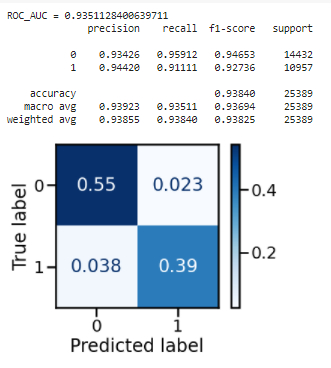 ROC_AUC = 0.9351128400639711
precision recall f1-score support
0 0.93426 0.95912 0.94653 14432
1 0.94420 0.91111 0.92736 10957
accuracy 0.93840 25389
macro avg 0.93923 0.93511 0.93694 25389
weighted avg 0.93855 0.93840 0.93825 25389
True label
0 0.55 0.023 0.4
1 0.038 0.39 0.2
0 1
Predicted label